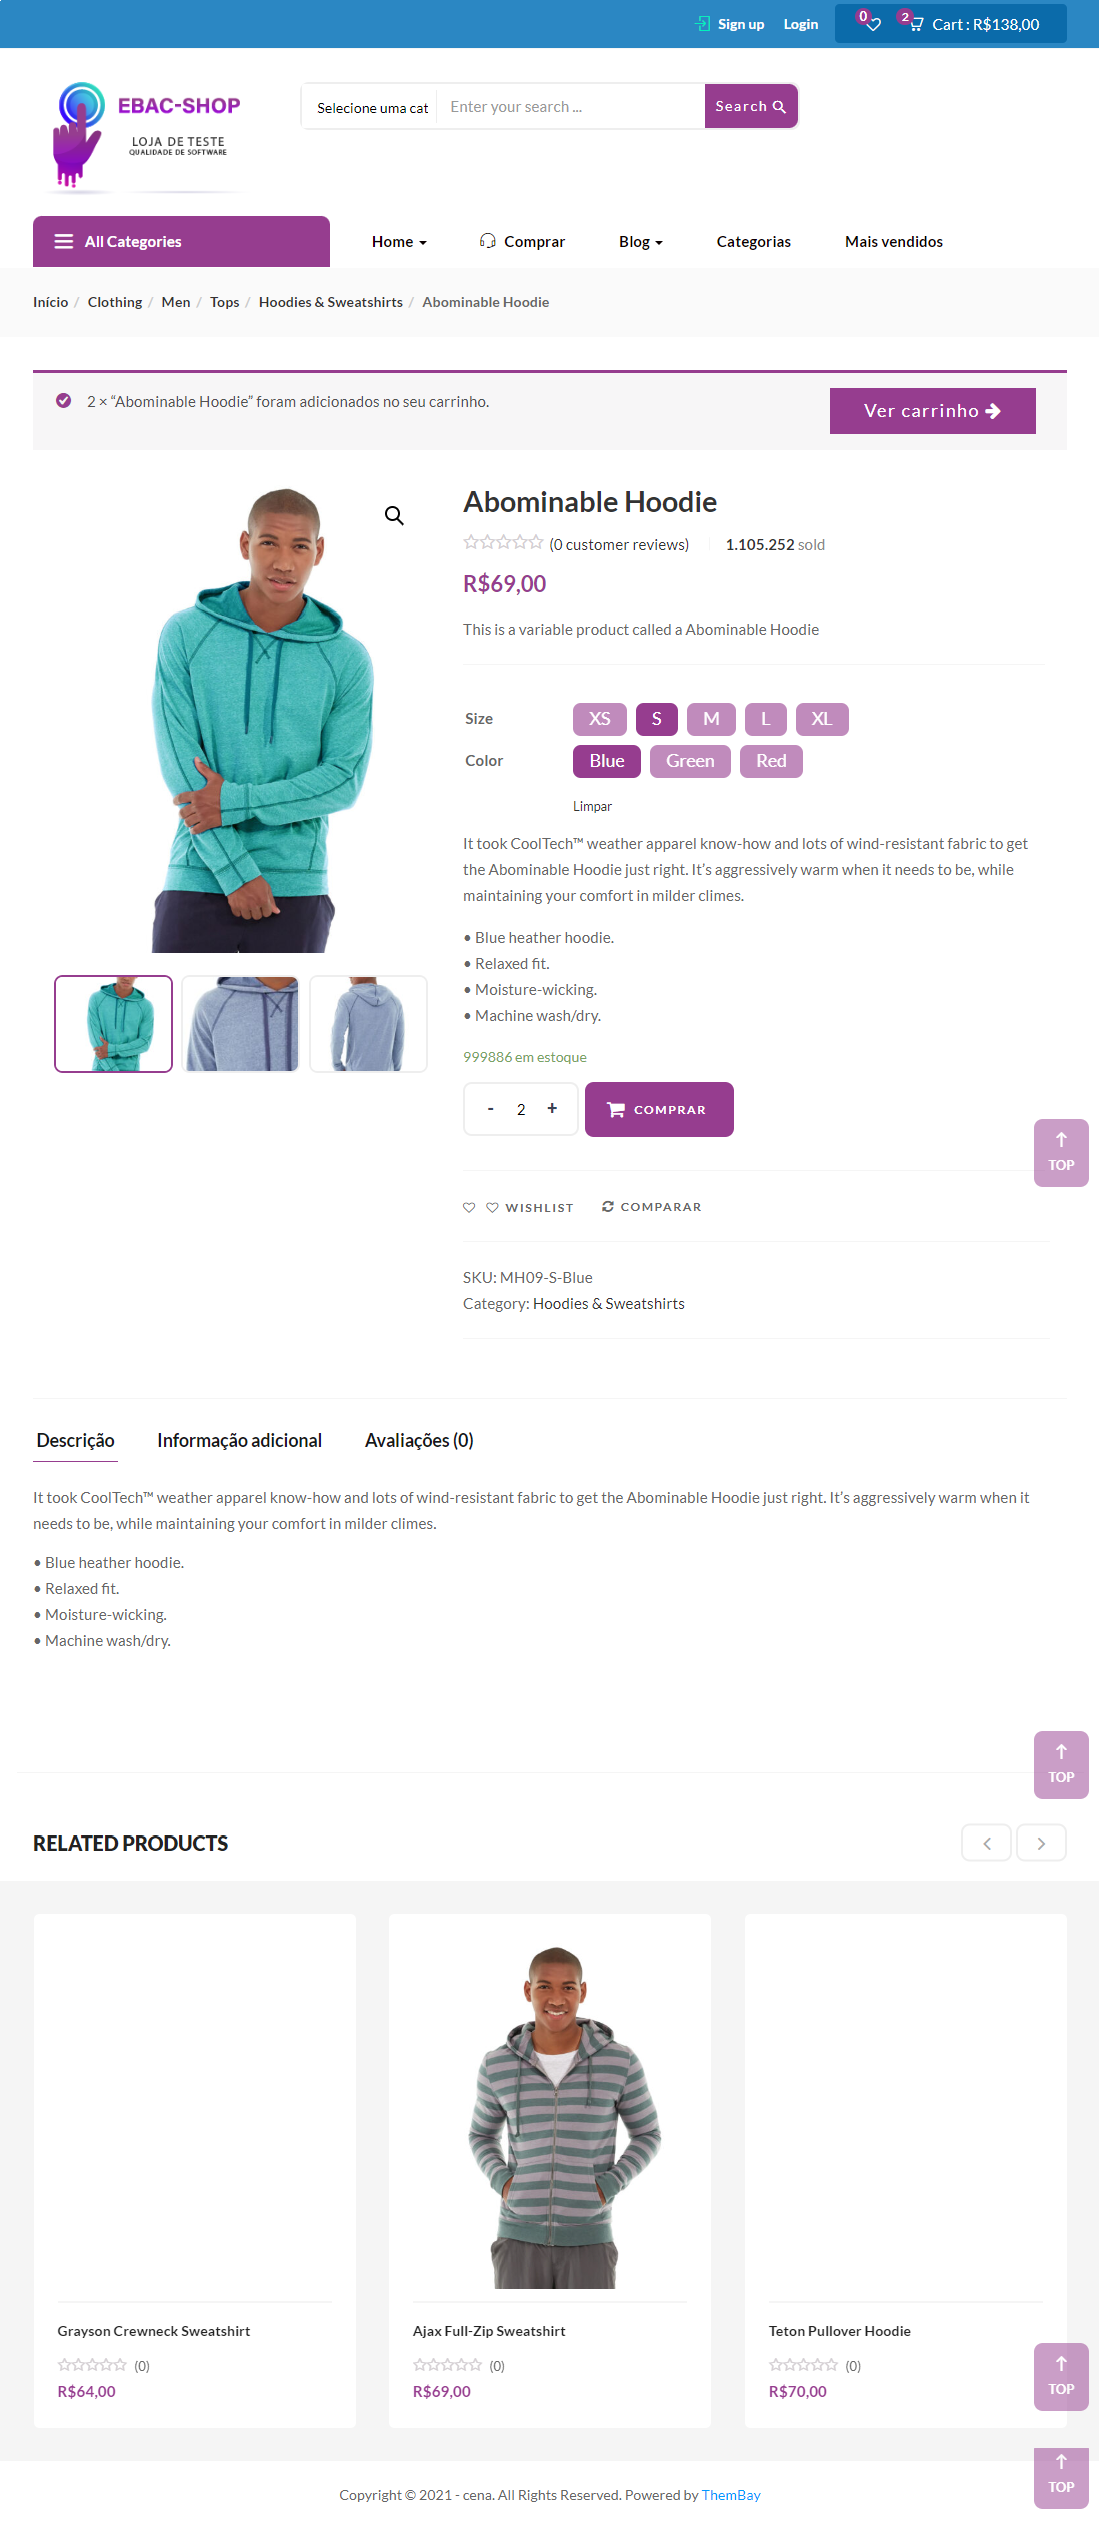 Sign up Login 0 2 Cart : R$138,00
EBAC-SHOP
LOJA DE TESTE
QUALIDADE DE SOFTWARE
Selecione uma cat Enter your search ... Search
All Categories Home Comprar Blog Categorias Mais vendidos
Início / Clothing / Men / Tops / Hoodies & Sweatshirts / Abominable Hoodie
2 × “Abominable Hoodie” foram adicionados no seu carrinho. Ver carrinho
Abominable Hoodie
(0 customer reviews) 1.105.252 sold
R$69,00
This is a variable product called a Abominable Hoodie
Size XS S M L XL
Color Blue Green Red
Limpar
It took CoolTech™ weather apparel know-how and lots of wind-resistant fabric to get
the Abominable Hoodie just right. It’s aggressively warm when it needs to be, while
maintaining your comfort in milder climes.
• Blue heather hoodie.
• Relaxed fit.
• Moisture-wicking.
• Machine wash/dry.
999886 em estoque
- 2 + COMPRAR
TOP
WISHLIST COMPARAR
SKU: MH09-S-Blue
Category: Hoodies & Sweatshirts
Descrição Informação adicional Avaliações (0)
It took CoolTech™ weather apparel know-how and lots of wind-resistant fabric to get the Abominable Hoodie just right. It’s aggressively warm when it
needs to be, while maintaining your comfort in milder climes.
• Blue heather hoodie.
• Relaxed fit.
• Moisture-wicking.
• Machine wash/dry.
TOP
RELATED PRODUCTS
Grayson Crewneck Sweatshirt
(0)
R$64,00
Ajax Full-Zip Sweatshirt
(0)
R$69,00
Teton Pullover Hoodie
(0)
R$70,00
TOP
TOP
Copyright © 2021 - cena. All Rights Reserved. Powered by ThemBay